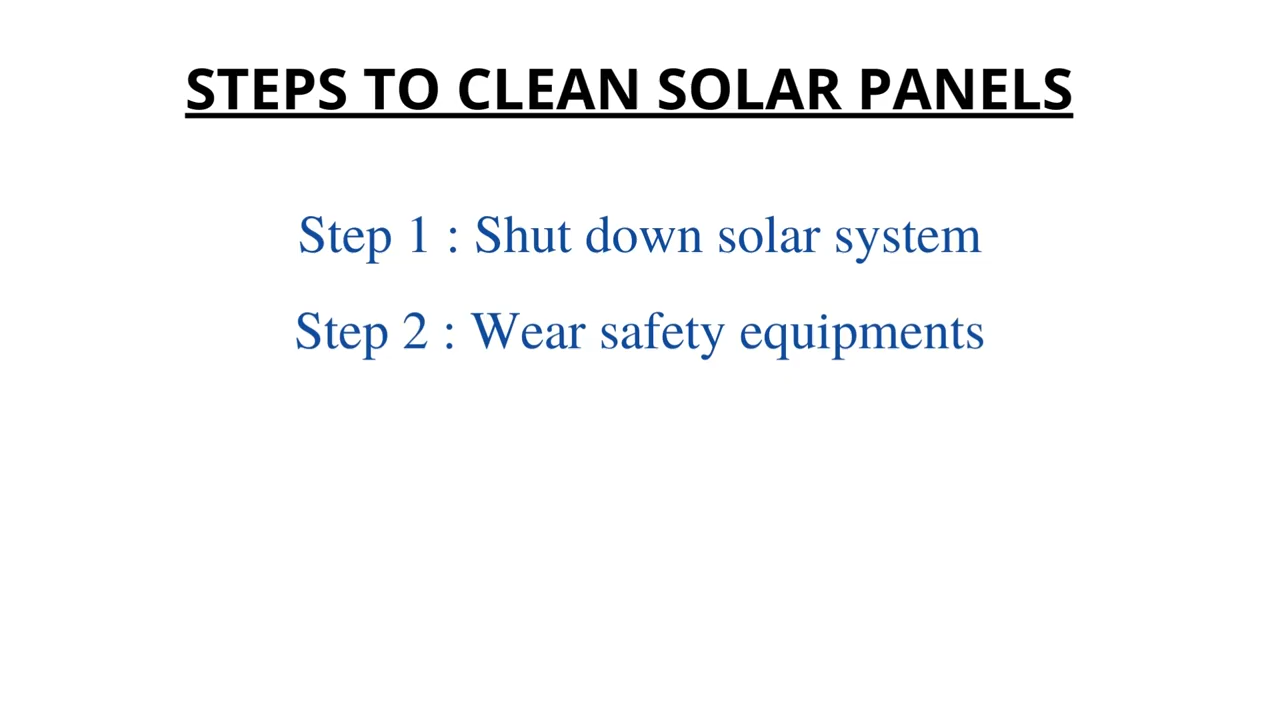 STEPS TO CLEAN SOLAR PANELS
Step 1 : Shut down solar system
Step 2 : Wear safety equipments